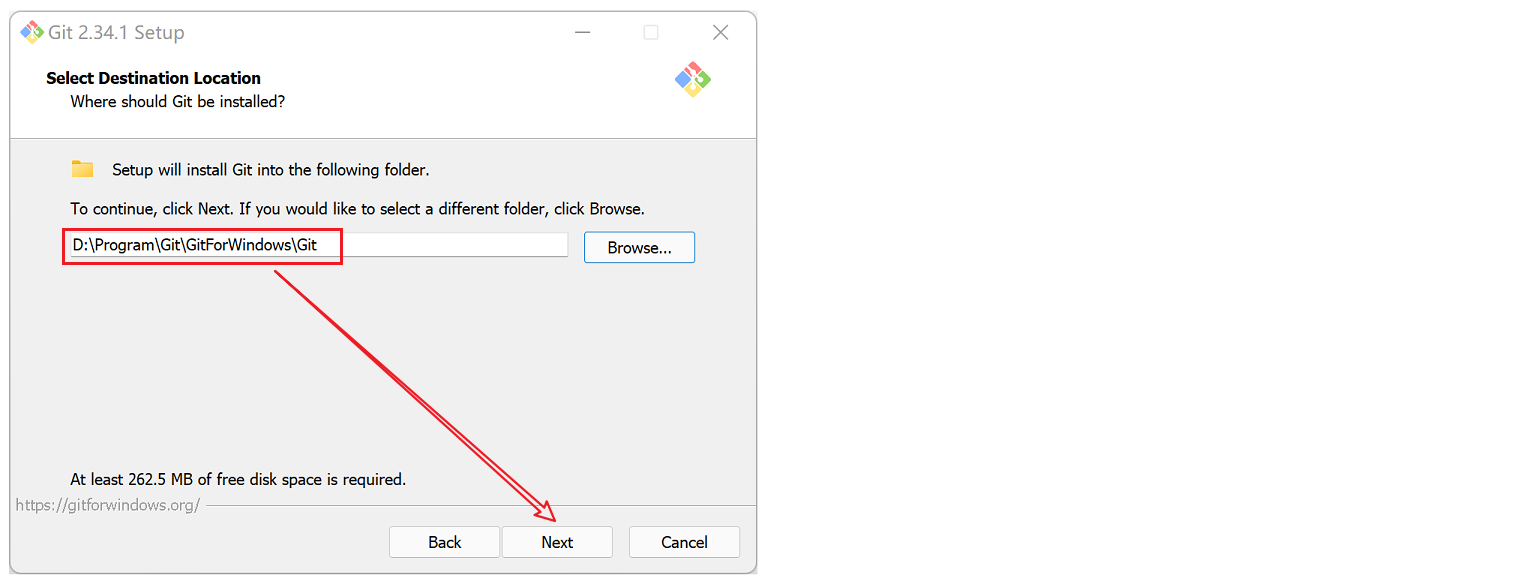 Git 2.34.1 Setup
Select Destination Location
Where should Git be installed?
Setup will install Git into the following folder.
To continue, click Next. If you would like to select a different folder, click Browse.
D:\Program\Git\GitForWindows\Git
Browse...
At least 262.5 MB of free disk space is required.
https://gitforwindows.org/
Back
Next
Cancel